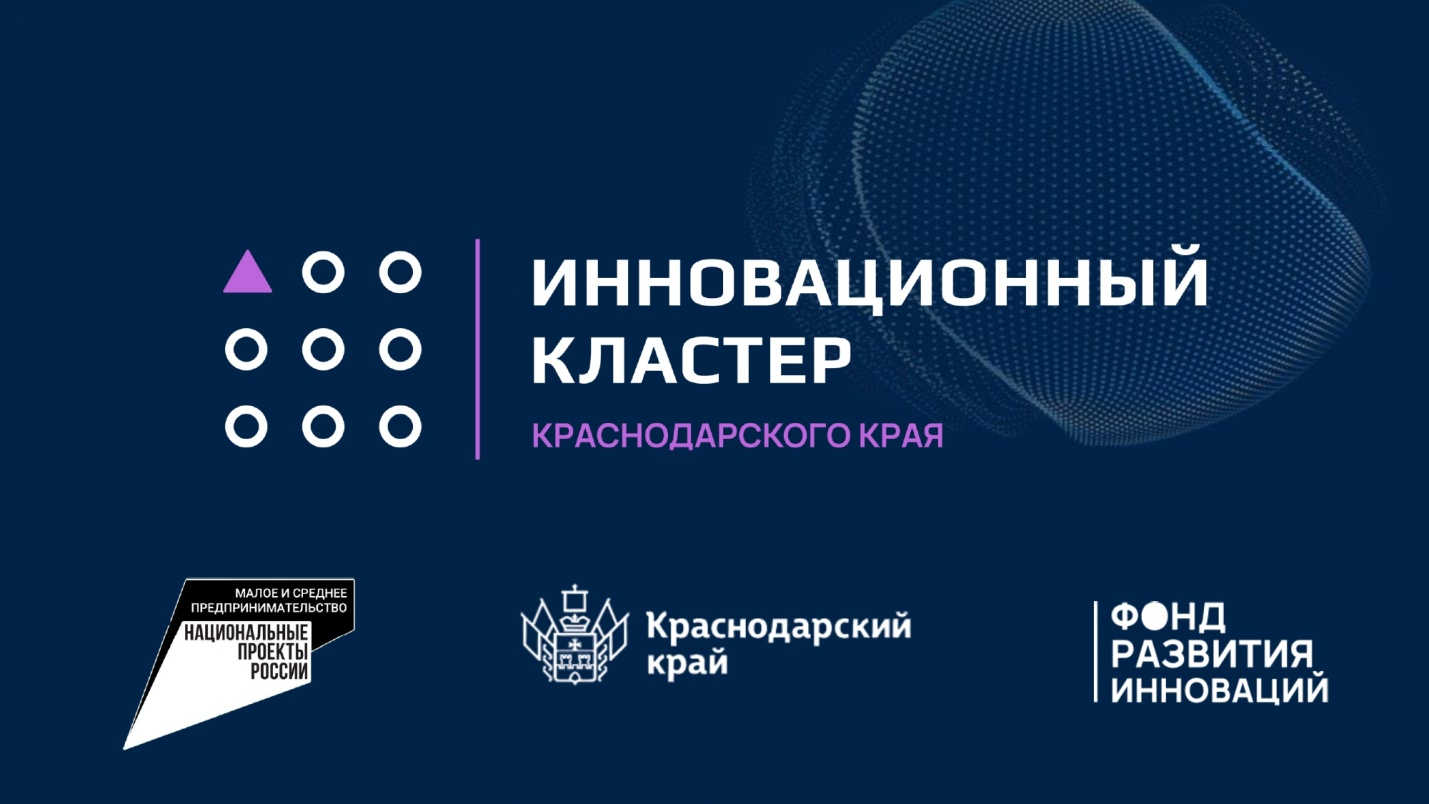 ИННОВАЦИОННЫЙ
КЛАСТЕР
КРАСНОДАРСКОГО КРАЯ
МАЛОЕ И СРЕДНЕЕ
ПРЕДПРИНИМАТЕЛЬСТВО
НАЦИОНАЛЬНЫЕ
ПРОЕКТЫ
РОССИИ
Краснодарский
край
ФОНД
РАЗВИТИЯ
ИННОВАЦИЙ